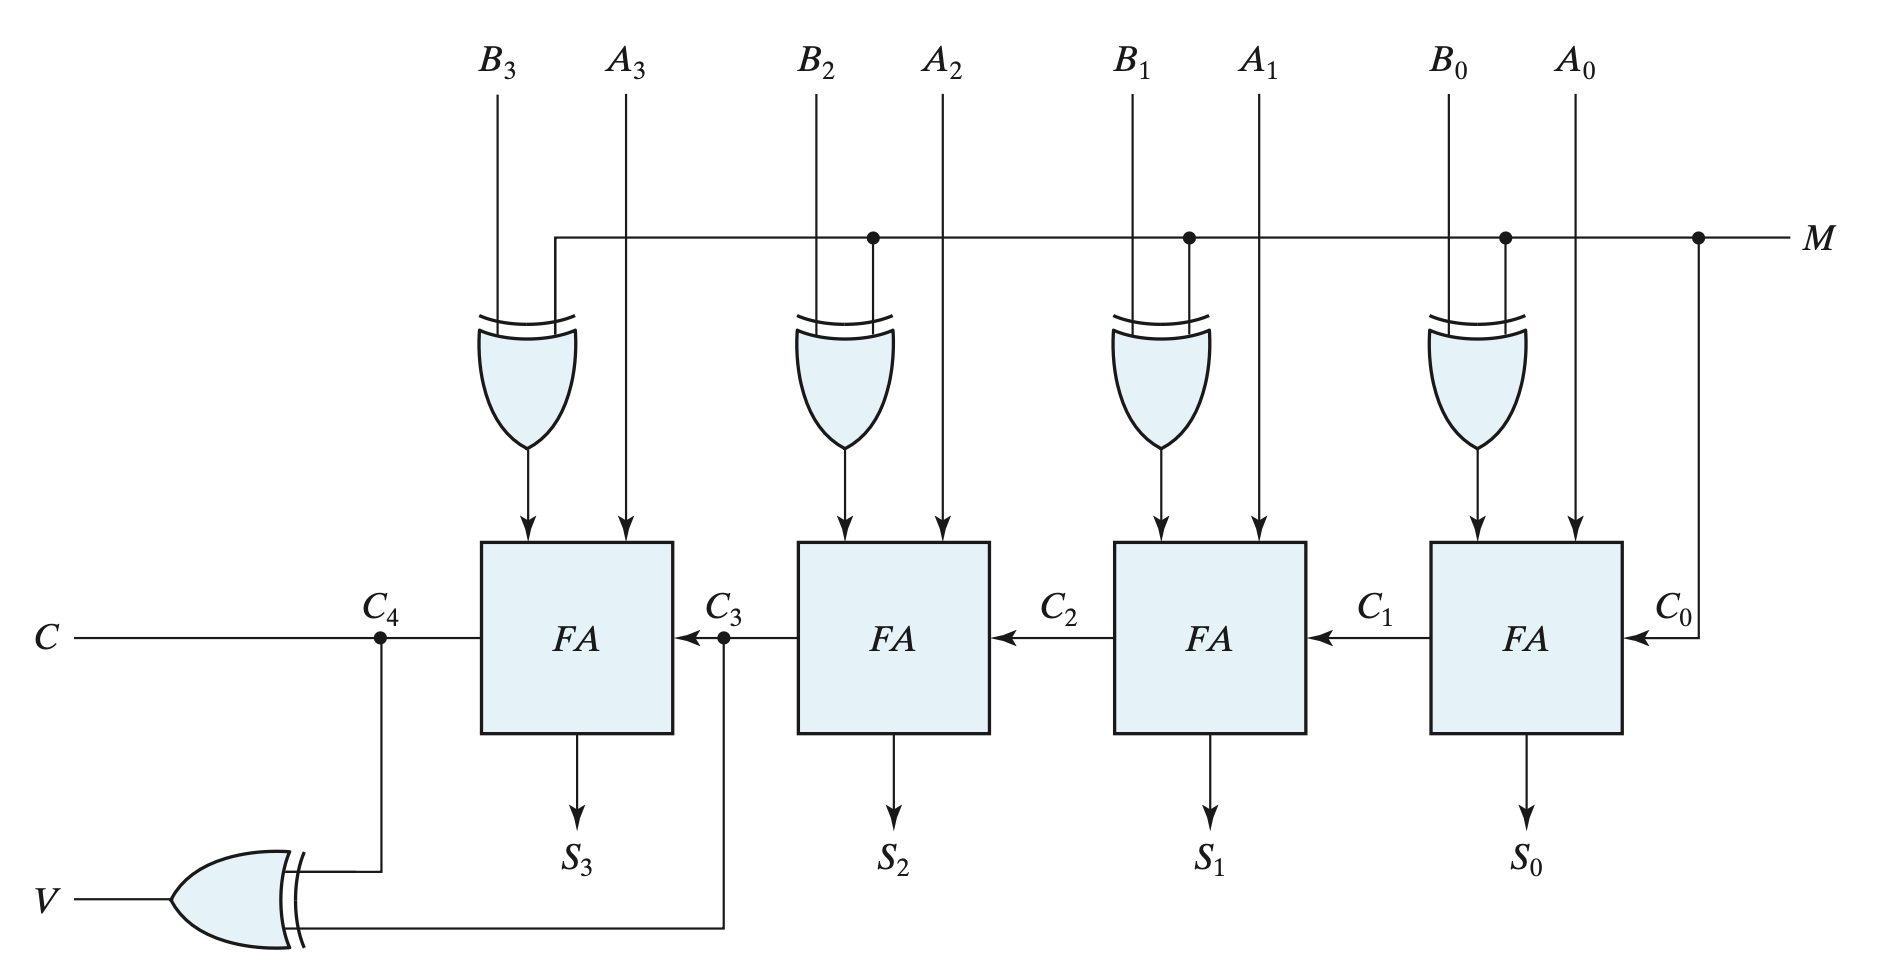 B₃ A₃ B₂ A₂ B₁ A₁ B₀ A₀
M
C₄ C₃ C₂ C₁ C₀
C FA FA FA FA
S₃ S₂ S₁ S₀
V